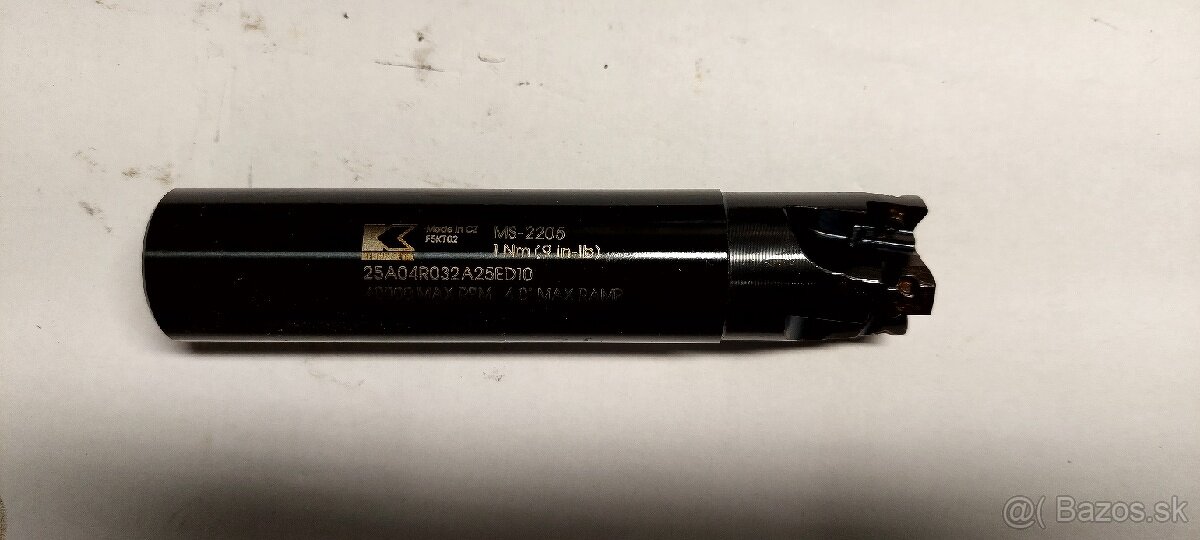 Made in CZ
F5KT02
MS-2205
1 Nm (9 in-lb)
25A04R032A25ED10
MAX RPM MAX RAMP
@( Bazos.sk